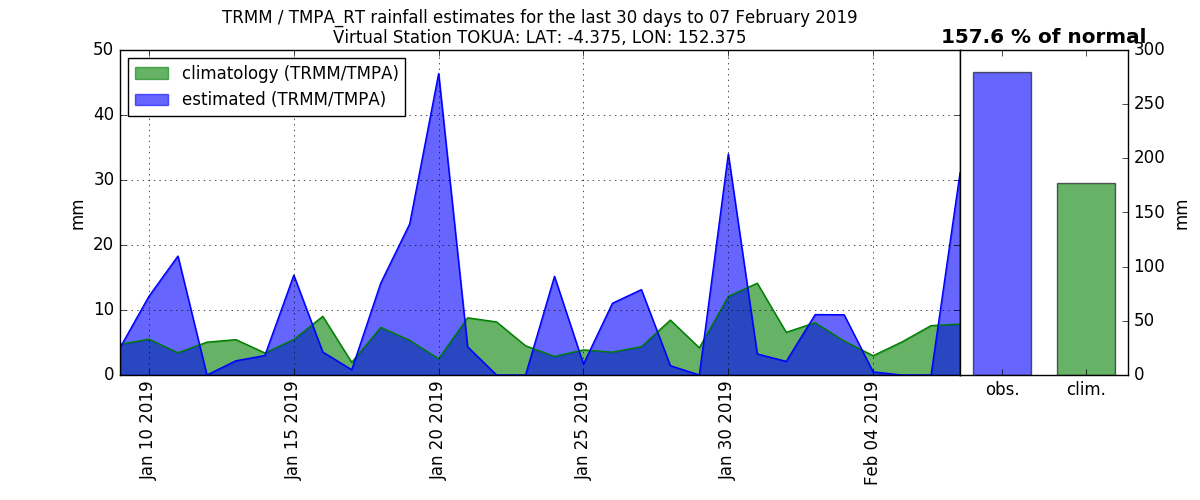 TRMM / TMPA_RT rainfall estimates for the last 30 days to 07 February 2019
Virtual Station TOKUA: LAT: -4.375, LON: 152.375
157.6 % of normal
climatology (TRMM/TMPA)
estimated (TRMM/TMPA)
50
40
30
20
10
0
mm
300
250
200
150
100
50
0
mm
Jan 10 2019
Jan 15 2019
Jan 20 2019
Jan 25 2019
Jan 30 2019
Feb 04 2019
obs.
clim.